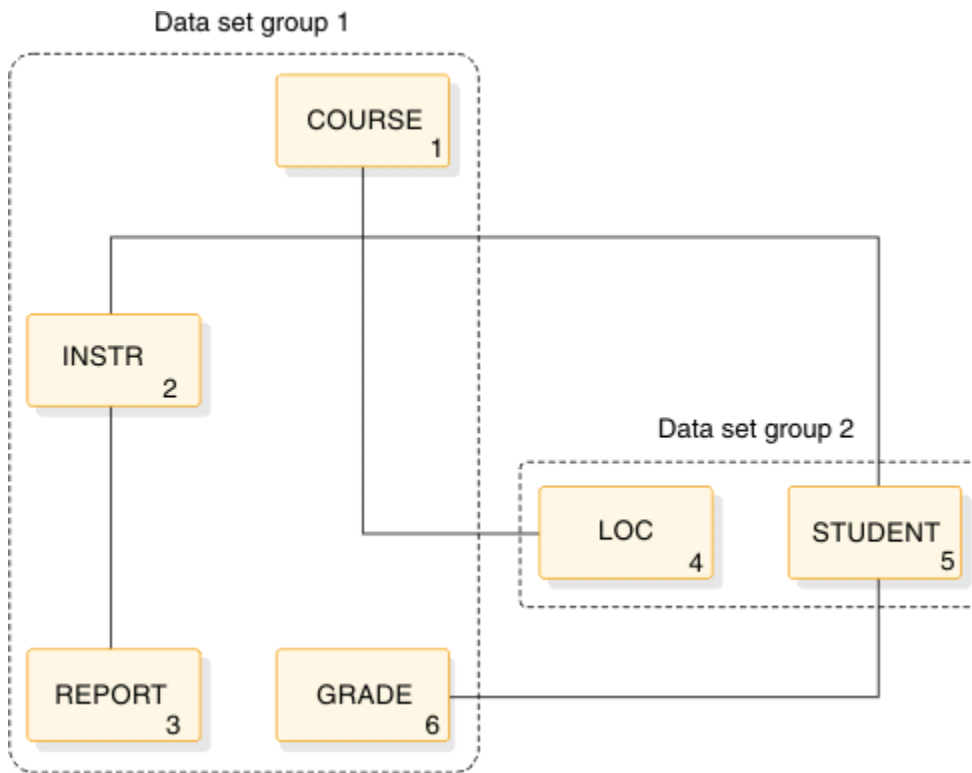 Data set group 1
COURSE
1
INSTR
2
Data set group 2
LOC
4
STUDENT
5
REPORT
3
GRADE
6